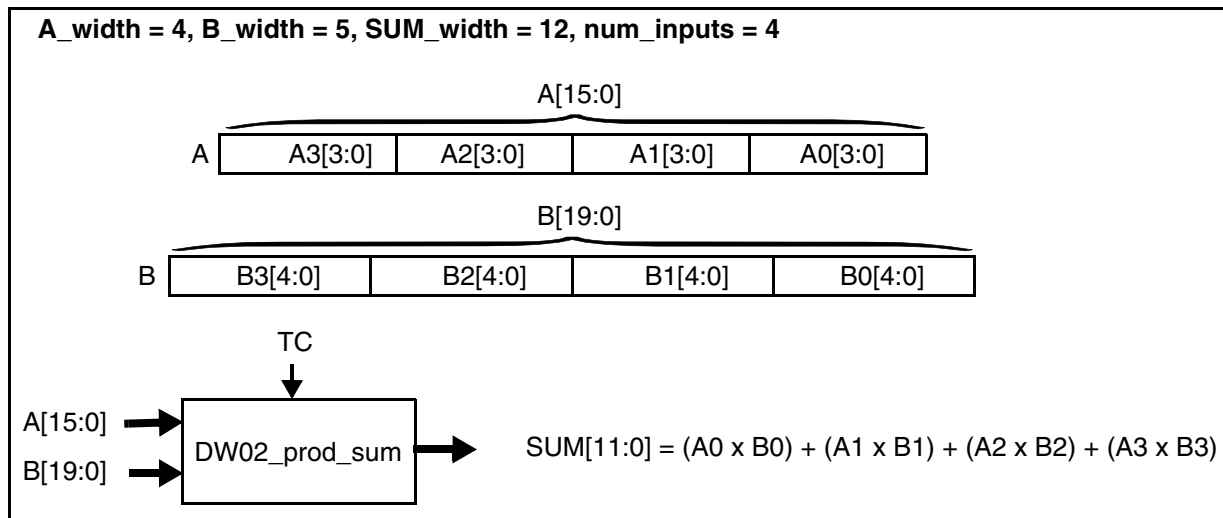 A_width = 4, B_width = 5, SUM_width = 12, num_inputs = 4
A[15:0]
A A3[3:0] A2[3:0] A1[3:0] A0[3:0]
B[19:0]
B B3[4:0] B2[4:0] B1[4:0] B0[4:0]
TC
A[15:0]
DW02_prod_sum
SUM[11:0] = (A0 x B0) + (A1 x B1) + (A2 x B2) + (A3 x B3)
B[19:0]